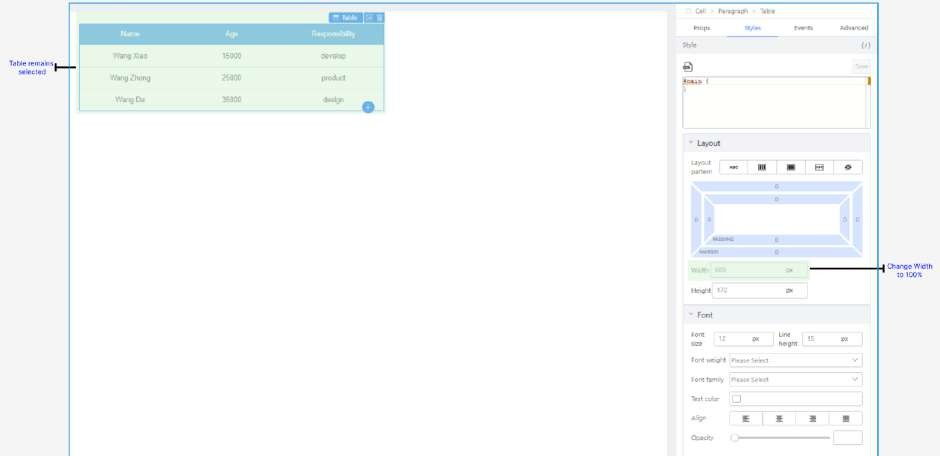 Table
Name Age Responsibility
Wang Xiao 15000 develop
Wang Zhong 25000 product
Wang Da 35000 design
Table remains
selected
Cell > Paragraph > Table
Props Styles Events Advanced
Style
Save
#main {
}
Layout
Layout
pattern
0
0
0 0 0 0
PADDING 0
MARGIN 0
Width px
Height 172 px
Change Width
to 100%
Font
Font
size 12 px Line
height 15 px
Font weight Please Select
Font family Please Select
Text color
Align
Opacity